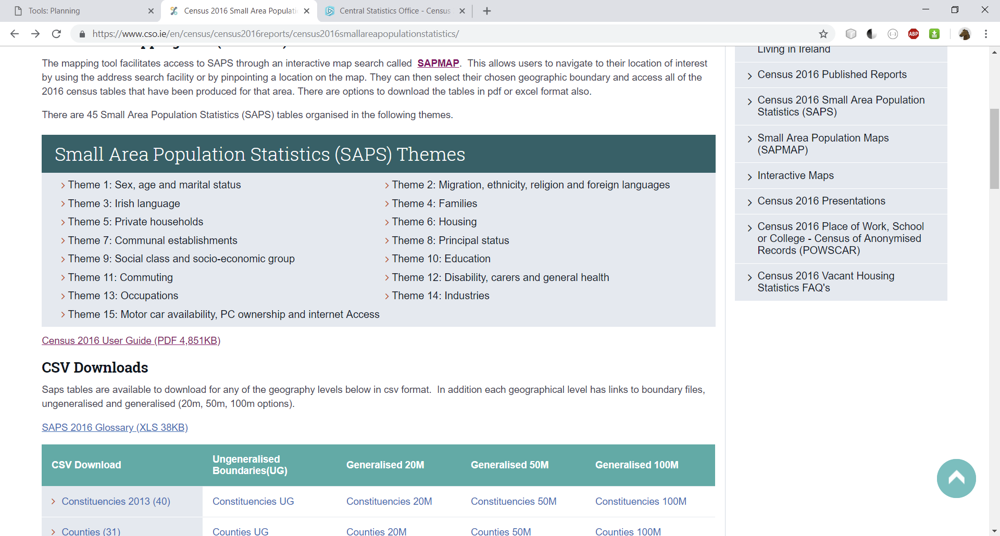 Tools: Planning
Census 2016 Small Area Populati
Central Statistics Office - Census
https://www.cso.ie/en/census/census2016reports/census2016smallareapopulationstatistics/
ABP
The mapping tool facilitates access to SAPS through an interactive map search called SAPMAP. This allows users to navigate to their location of interest
by using the address search facility or by pinpointing a location on the map. They can then select their chosen geographic boundary and access all of the
2016 census tables that have been produced for that area. There are options to download the tables in pdf or excel format also.
There are 45 Small Area Population Statistics (SAPS) tables organised in the following themes.
Small Area Population Statistics (SAPS) Themes
Theme 1: Sex, age and marital status
Theme 2: Migration, ethnicity, religion and foreign languages
Theme 3: Irish language
Theme 4: Families
Theme 5: Private households
Theme 6: Housing
Theme 7: Communal establishments
Theme 8: Principal status
Theme 9: Social class and socio-economic group
Theme 10: Education
Theme 11: Commuting
Theme 12: Disability, carers and general health
Theme 13: Occupations
Theme 14: Industries
Theme 15: Motor car availability, PC ownership and internet Access
Census 2016 User Guide (PDF 4,851KB)
CSV Downloads
Saps tables are available to download for any of the geography levels below in csv format. In addition each geographical level has links to boundary files,
ungeneralised and generalised (20m, 50m, 100m options).
SAPS 2016 Glossary (XLS 38KB)
CSV Download
Ungeneralised
Boundaries(UG)
Generalised 20M
Generalised 50M
Generalised 100M
Constituencies 2013 (40)
Constituencies UG
Constituencies 20M
Constituencies 50M
Constituencies 100M
Counties (31)
Counties UG
Counties 20M
Counties 50M
Counties 100M
Living in Ireland
Census 2016 Published Reports
Census 2016 Small Area Population
Statistics (SAPS)
Small Area Population Maps
(SAPMAP)
Interactive Maps
Census 2016 Presentations
Census 2016 Place of Work, School
or College - Census of Anonymised
Records (POWSCAR)
Census 2016 Vacant Housing
Statistics FAQ's